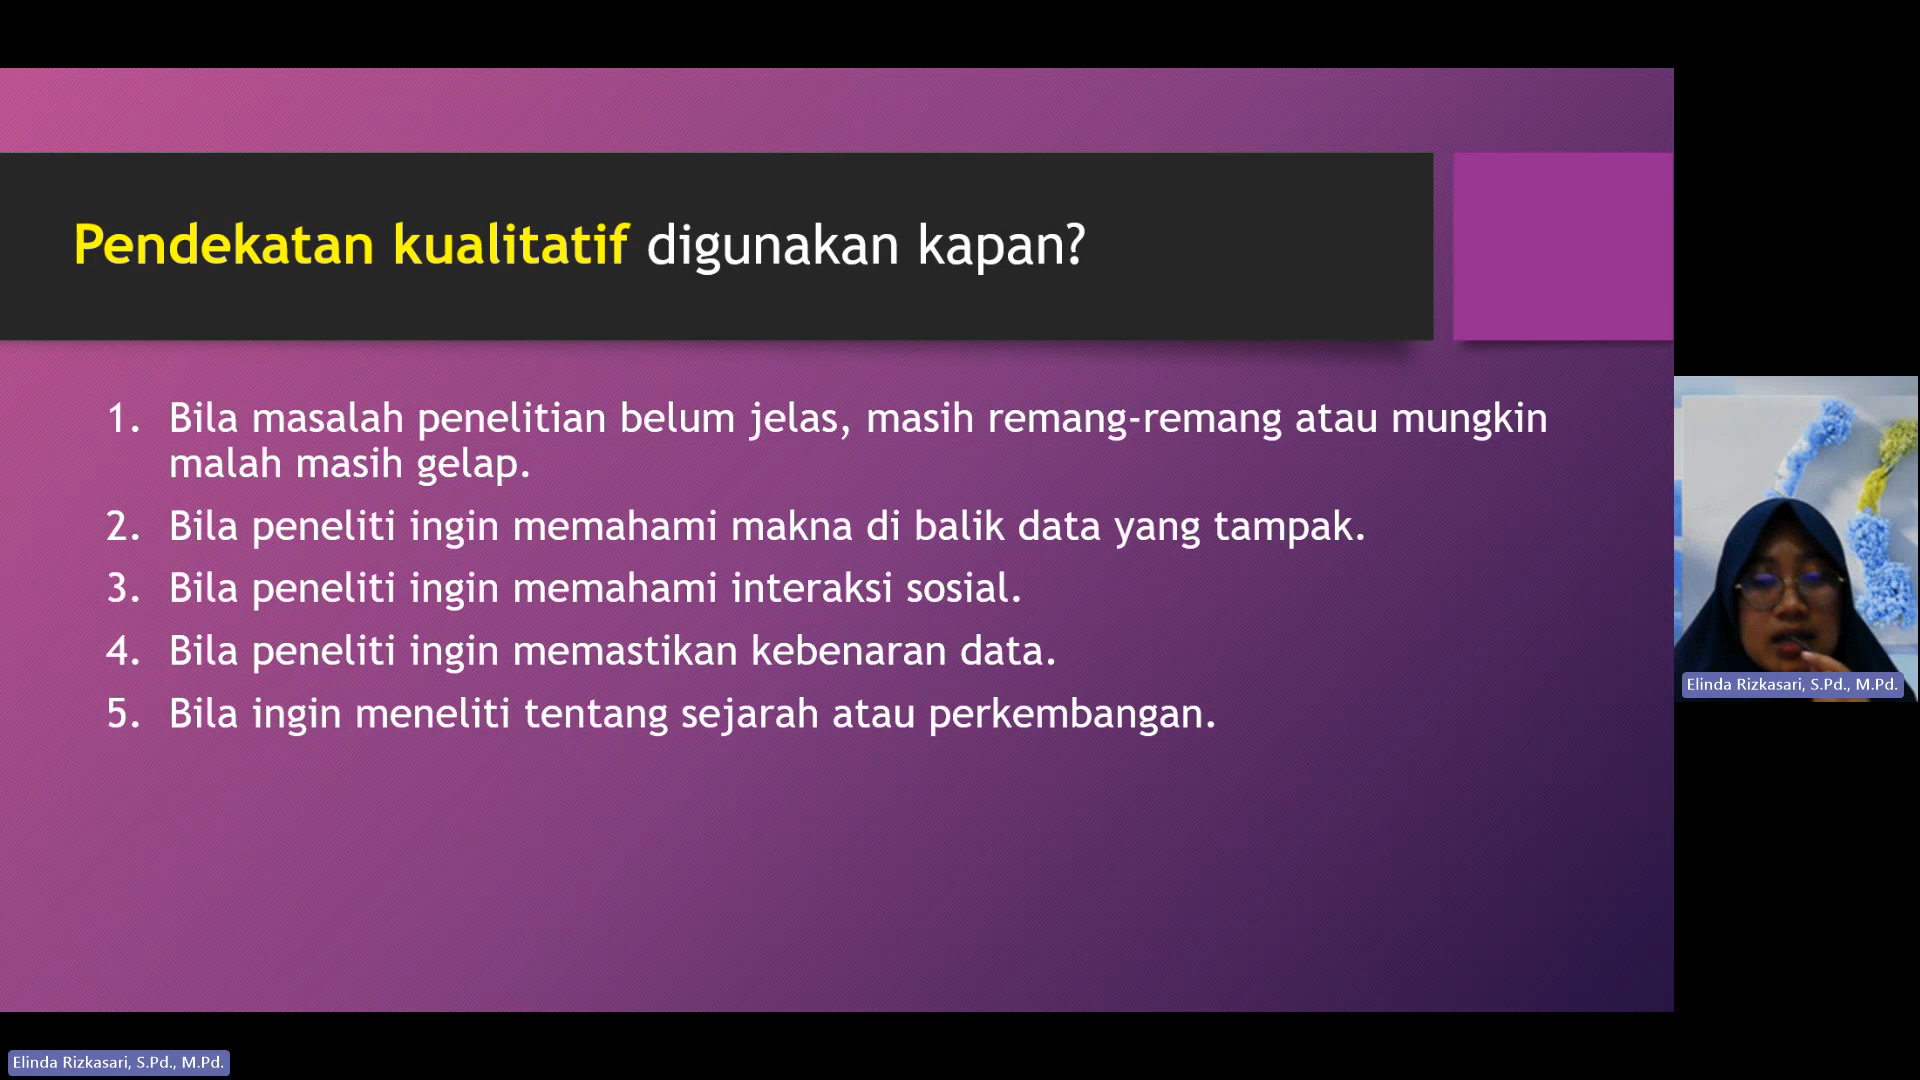 Pendekatan kualitatif digunakan kapan?
1. Bila masalah penelitian belum jelas, masih remang-remang atau mungkin
malah masih gelap.
2. Bila peneliti ingin memahami makna di balik data yang tampak.
3. Bila peneliti ingin memahami interaksi sosial.
4. Bila peneliti ingin memastikan kebenaran data.
5. Bila ingin meneliti tentang sejarah atau perkembangan.
Elinda Rizkasari, S.Pd., M.Pd.
Elinda Rizkasari, S.Pd., M.Pd.